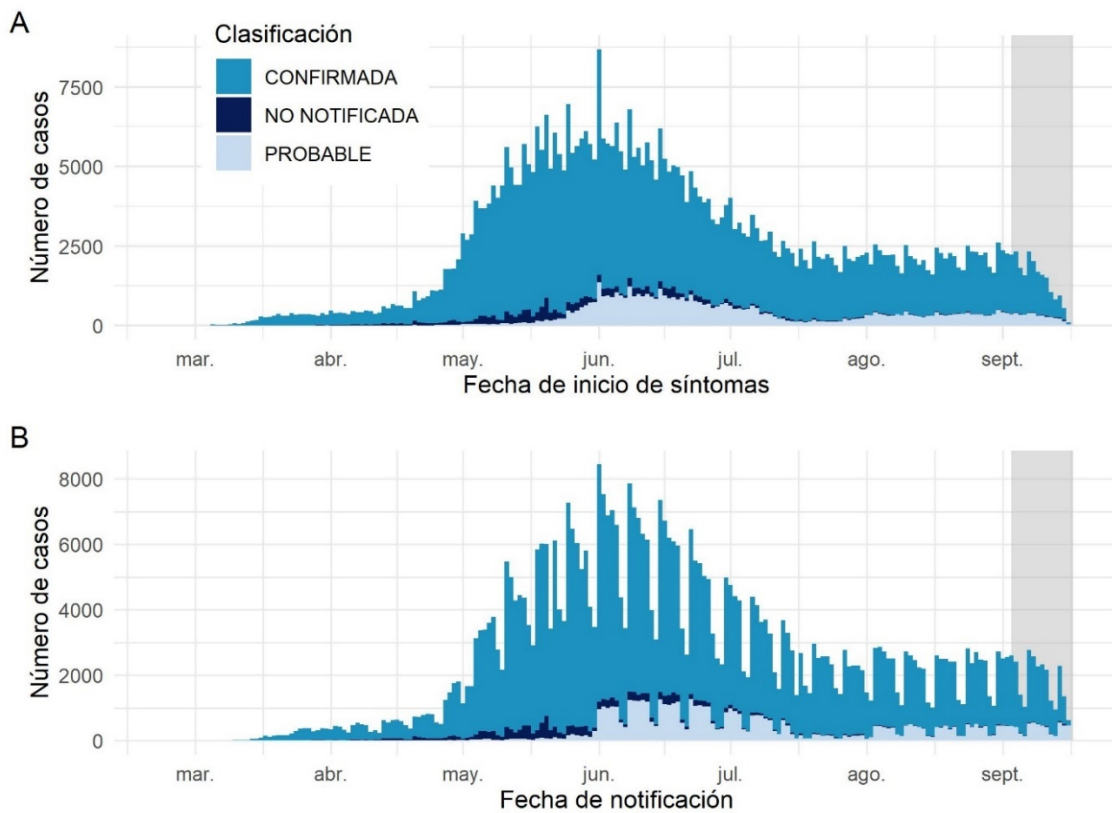 A
Clasificación
CONFIRMADA
NO NOTIFICADA
PROBABLE
Número de casos
7500
5000
2500
0
mar.
abr.
may.
jun.
jul.
ago.
sept.
Fecha de inicio de síntomas
B
Número de casos
8000
6000
4000
2000
0
mar.
abr.
may.
jun.
jul.
ago.
sept.
Fecha de notificación